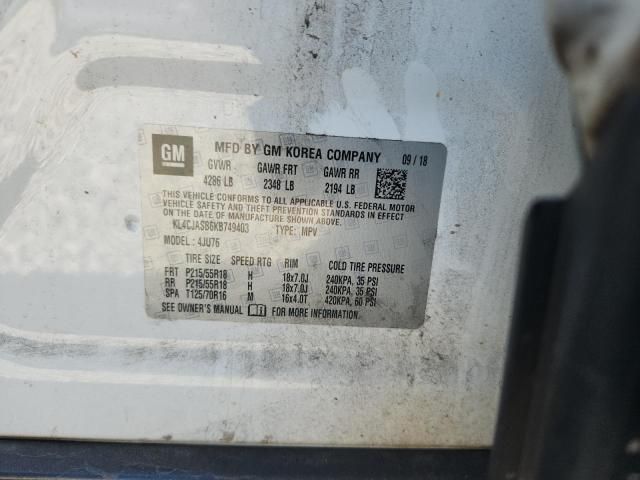 GM
MFD BY GM KOREA COMPANY 09/18
GVWR GAWR FRT GAWR RR
4286 LB 2348 LB 2194 LB
THIS VEHICLE CONFORMS TO ALL APPLICABLE U.S. FEDERAL MOTOR
VEHICLE SAFETY AND THEFT PREVENTION STANDARDS IN EFFECT
ON THE DATE OF MANUFACTURE SHOWN ABOVE.
KL4CJASB6KB749403 TYPE: MPV
MODEL: 4JU76
TIRE SIZE SPEED RTG RIM COLD TIRE PRESSURE
FRT P215/55R18 H 18x7.0J 240KPA, 35 PSI
RR P215/55R18 H 18x7.0J 240KPA, 35 PSI
SPA T125/70R16 M 16x4.0T 420KPA, 60 PSI
SEE OWNER'S MANUAL FOR MORE INFORMATION.